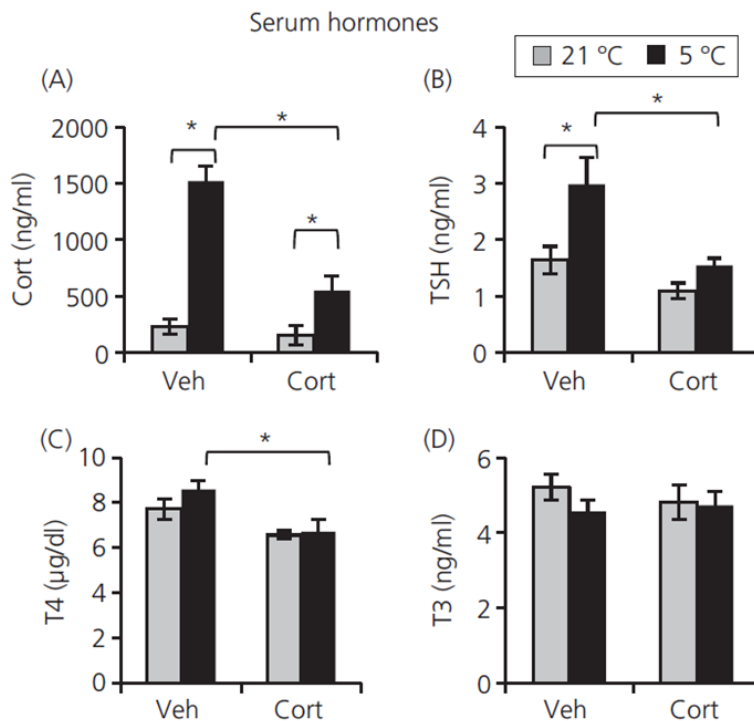 Serum hormones
21 °C 5 °C
(A)
*
*
*
Cort (ng/ml)
2000
1500
1000
500
0
Veh Cort
(B)
*
*
TSH (ng/ml)
4
3
2
1
0
Veh Cort
(C)
*
T4 (µg/dl)
10
8
6
4
2
0
Veh Cort
(D)
T3 (ng/ml)
6
4
2
0
Veh Cort